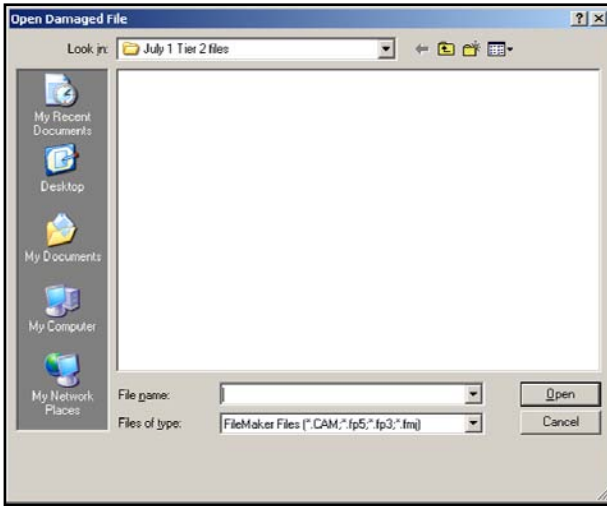 Open Damaged File
Look in:
July 1 Tier 2 files
My Recent
Documents
Desktop
My Documents
My Computer
My Network
Places
File name:
Open
Files of type:
FileMaker Files (*.CAM;*.fp5;*.fp3;*.fmj)
Cancel